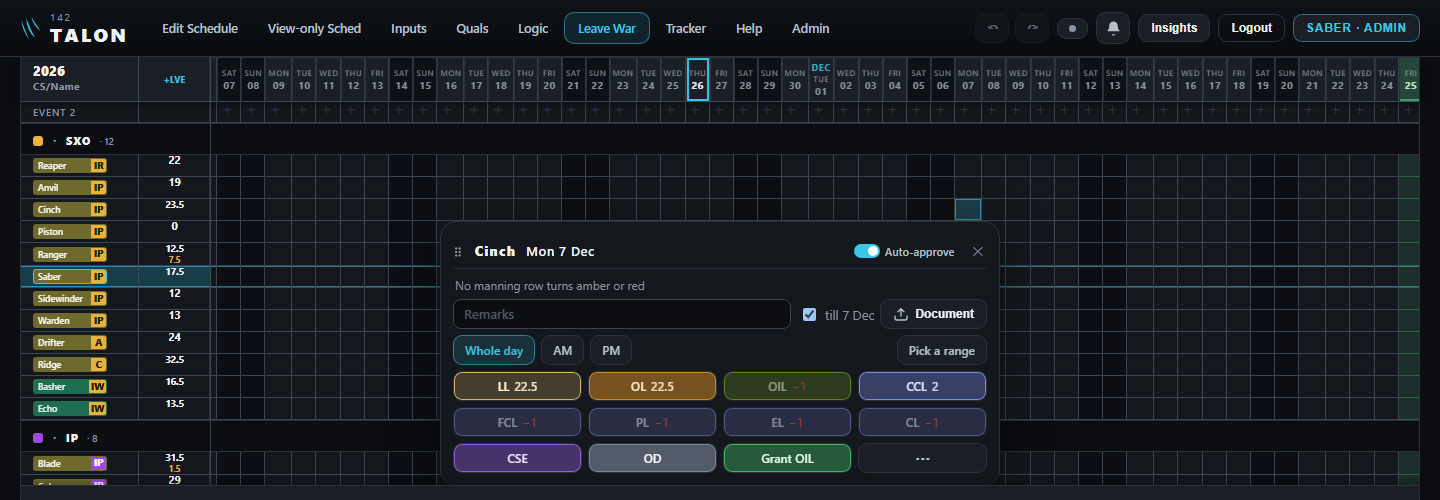 142
TALON
Edit Schedule View-only Sched Inputs Quals Logic Leave War Tracker Help Admin
Insights Logout SABER · ADMIN
2026
CS/Name
+LVE
SAT SUN MON TUE WED THU FRI SAT SUN MON TUE WED THU FRI SAT SUN MON TUE WED THU FRI SAT SUN MON DEC TUE WED THU FRI SAT SUN MON TUE WED THU FRI SAT SUN MON TUE WED THU FRI SAT SUN MON TUE WED THU FRI
07 08 09 10 11 12 13 14 15 16 17 18 19 20 21 22 23 24 25 26 27 28 29 30 01 02 03 04 05 06 07 08 09 10 11 12 13 14 15 16 17 18 19 20 21 22 23 24 25
EVENT 2
SXO · 12
Reaper IR 22
Anvil IP 19
Cinch IP 23.5
Piston IP 0
Ranger IP 12.5
7.5
Saber IP 17.5
Sidewinder IP 12
Warden IP 13
Drifter A 24
Ridge C 32.5
Basher IW 16.5
Echo IW 13.5
IP · 8
Blade IP 31.5
1.5
29
Cinch Mon 7 Dec
Auto-approve
No manning row turns amber or red
Remarks
till 7 Dec
Document
Whole day AM PM
Pick a range
LL 22.5 OL 22.5 OIL −1 CCL 2
FCL −1 PL −1 EL −1 CL −1
CSE OD Grant OIL ---